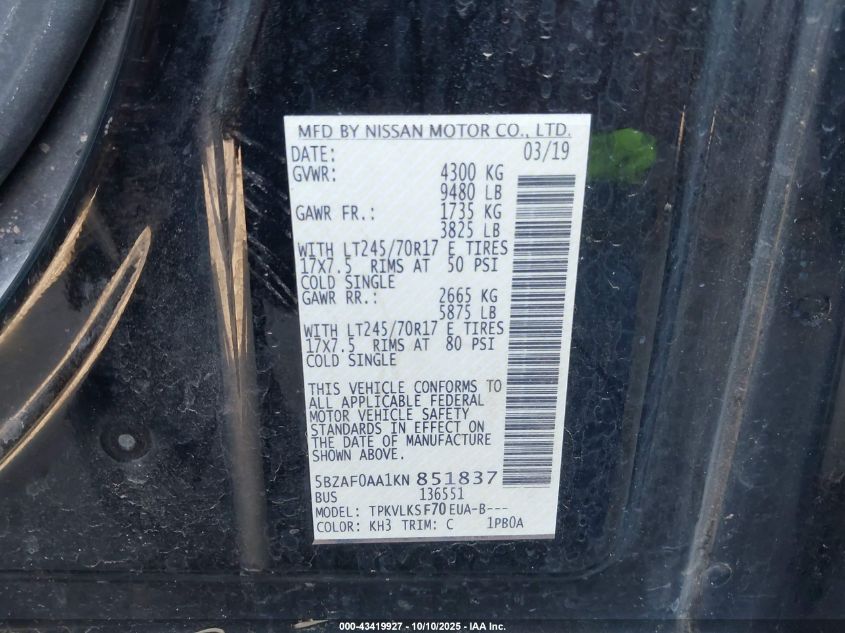 MFD BY NISSAN MOTOR CO., LTD.
DATE: 03/19
GVWR: 4300 KG
9480 LB
GAWR FR.: 1735 KG
3825 LB
WITH LT245/70R17 E TIRES
17X7.5 RIMS AT 50 PSI
COLD SINGLE
GAWR RR.: 2665 KG
5875 LB
WITH LT245/70R17 E TIRES
17X7.5 RIMS AT 80 PSI
COLD SINGLE
THIS VEHICLE CONFORMS TO
ALL APPLICABLE FEDERAL
MOTOR VEHICLE SAFETY
STANDARDS IN EFFECT ON
THE DATE OF MANUFACTURE
SHOWN ABOVE.
5BZAF0AA1KN851837
BUS 136551
MODEL: TPKVLKSF70EUA-B---
COLOR: KH3 TRIM: C 1PB0A
000-43419927 - 10/10/2025 - IAA Inc.